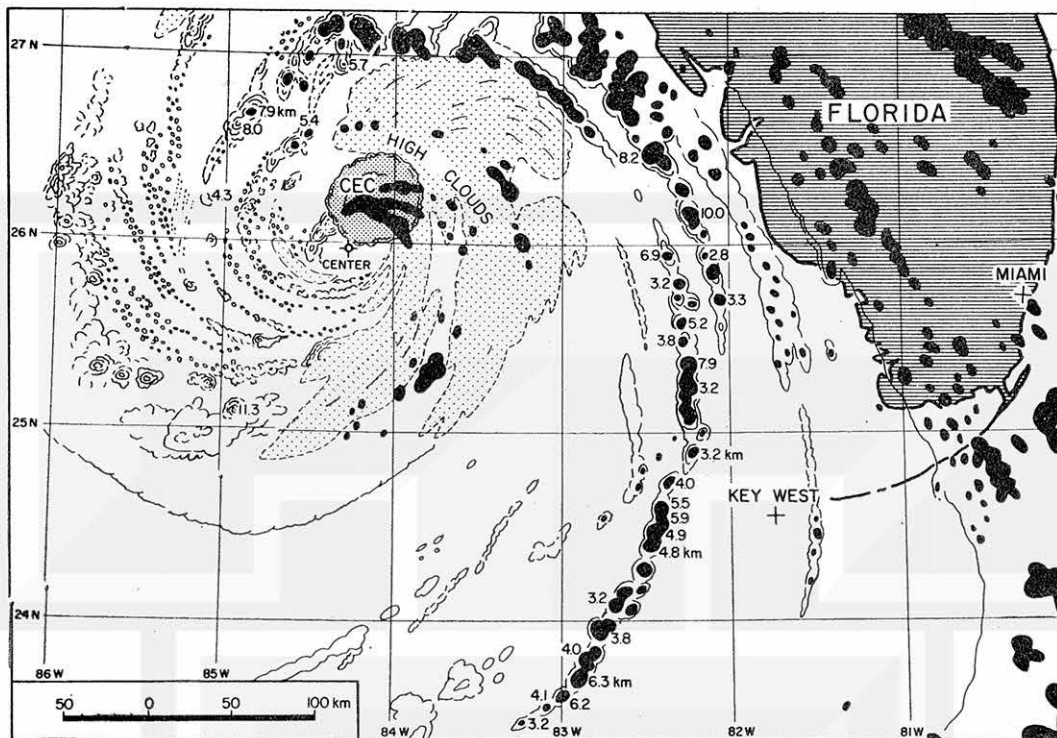 27 N
5.7
FLORIDA
79 km
8.0
5.4
HIGH
8.2
CEC
CLOUDS
4.3
10.0
26 N
CENTER
6.9
2.8
MIAMI
3.2
3.3
5.2
3.8
7.9
3.2
11.3
25 N
3.2 km
4.0
KEY WEST
5.5
5.9
4.9
4.8 km
24 N
3.2
3.8
4.0
86 W
85 W
6.3 km
4.1
6.2
50 0 50 100 km
3.2
84 W
83 W
82 W
81 W